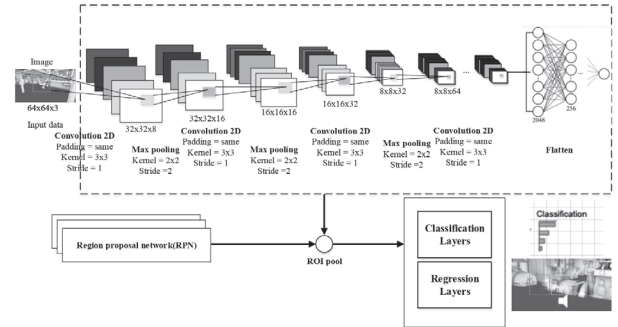 Image
64x64x3
Input data
Convolution 2D
Padding = same
Kernel = 3x3
Stride = 1
32x32x8
Max pooling
Kernel = 2x2
Stride =2
32x32x16
Convolution 2D
Padding = same
Kernel = 3x3
Stride = 1
16x16x16
Max pooling
Kernel = 2x2
Stride =2
16x16x32
Convolution 2D
Padding = same
Kernel = 3x3
Stride = 1
8x8x32
Max pooling
Kernel = 2x2
Stride =2
8x8x64
Convolution 2D
Padding = same
Kernel = 3x3
Stride = 1
...
...
2048
256
Flatten
Region proposal network(RPN)
ROI pool
Classification
Layers
Regression
Layers
Classification